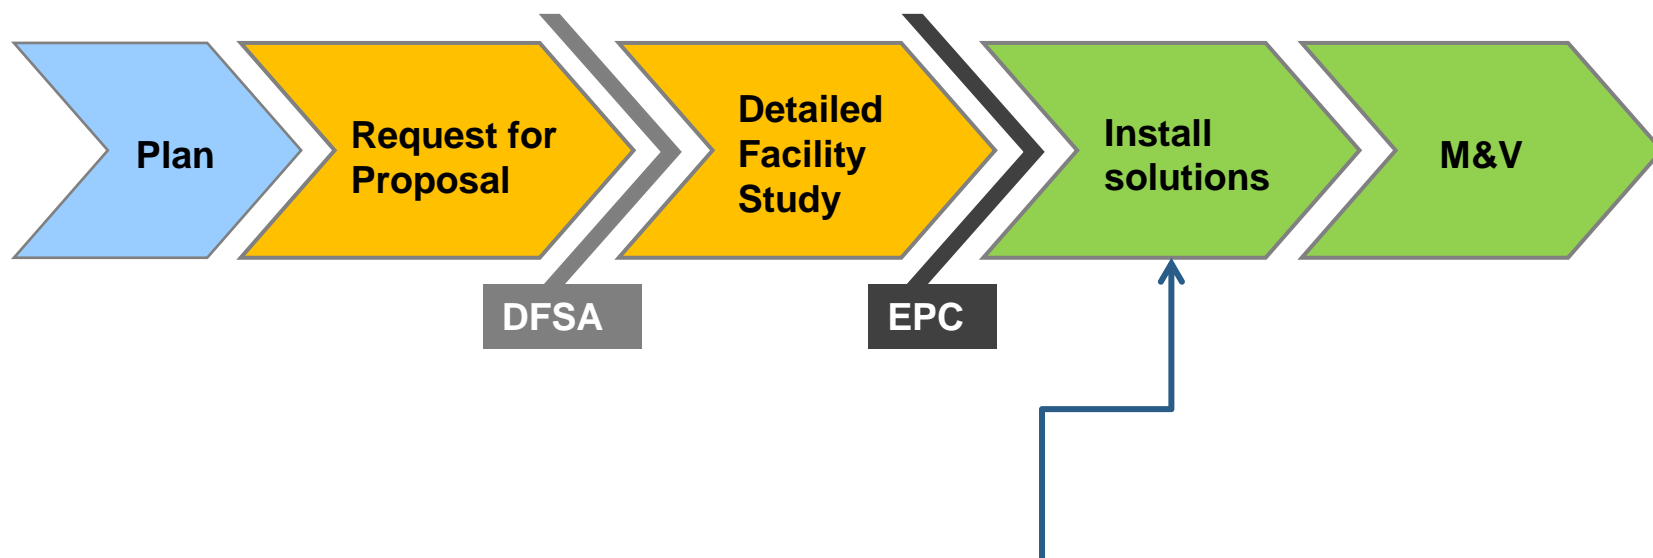 Plan
Request for
Proposal
Detailed
Facility
Study
Install
solutions
M&V
DFSA
EPC